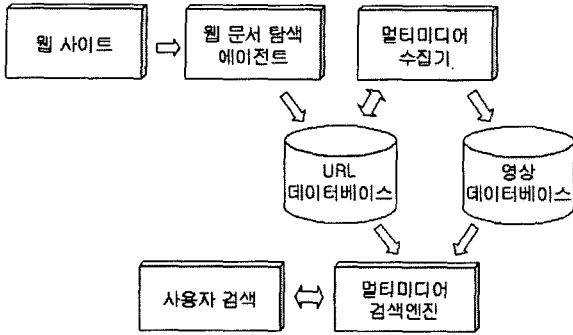 웹 사이트
웹 문서 탐색
에이전트
멀티미디어
수집기
URL
데이터베이스
영상
데이터베이스
사용자 검색
멀티미디어
검색엔진